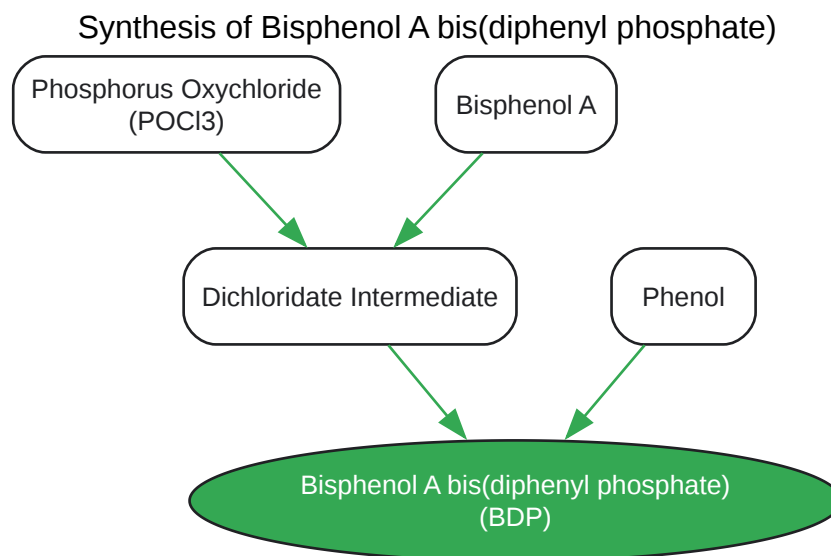 Synthesis of Bisphenol A bis(diphenyl phosphate)
Phosphorus Oxychloride
(POCl3)
Bisphenol A
Dichloridate Intermediate
Phenol
Bisphenol A bis(diphenyl phosphate)
(BDP)